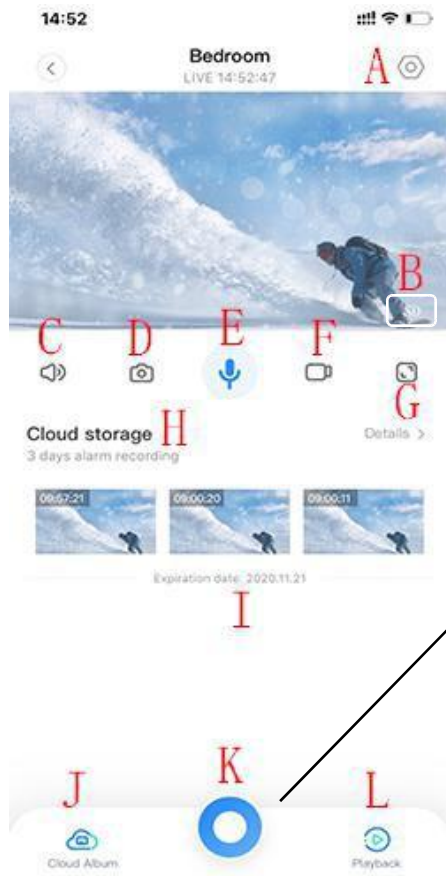 14:52
Bedroom
LIVE 14:52:47
A
B
C
D
E
F
G
Cloud storage H
Details >
3 days alarm recording
09:57:21 09:00:20 09:00:11
Expiration date: 2020.11.21
I
J
K
L
Cloud Album
Playback